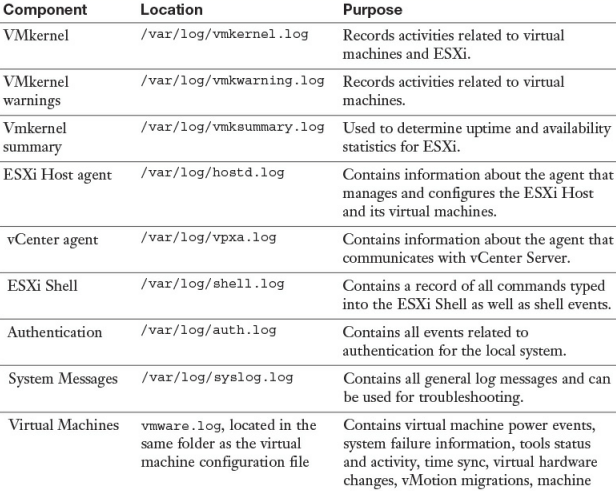 Component Location Purpose
VMkernel /var/log/vmkernel.log Records activities related to virtual
machines and ESXi.
VMkernel /var/log/vmkwarning.log Records activities related to virtual
warnings machines.
Vmkernel /var/log/vmksummary.log Used to determine uptime and availability
summary statistics for ESXi.
ESXi Host agent /var/log/hostd.log Contains information about the agent that
manages and configures the ESXi Host
and its virtual machines.
vCenter agent /var/log/vpxa.log Contains information about the agent that
communicates with vCenter Server.
ESXi Shell /var/log/shell.log Contains a record of all commands typed
into the ESXi Shell as well as shell events.
Authentication /var/log/auth.log Contains all events related to
authentication for the local system.
System Messages /var/log/syslog.log Contains all general log messages and can
be used for troubleshooting.
Virtual Machines vmware.log, located in the Contains virtual machine power events,
same folder as the virtual system failure information, tools status
machine configuration file and activity, time sync, virtual hardware
changes, vMotion migrations, machine